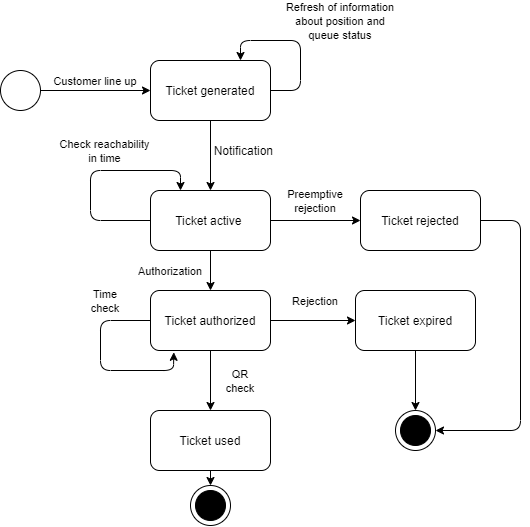 Refresh of information
about position and
queue status
Customer line up
Ticket generated
Check reachability
in time
Notification
Preemptive
rejection
Ticket active
Ticket rejected
Authorization
Time
check
Rejection
Ticket authorized
Ticket expired
QR
check
Ticket used